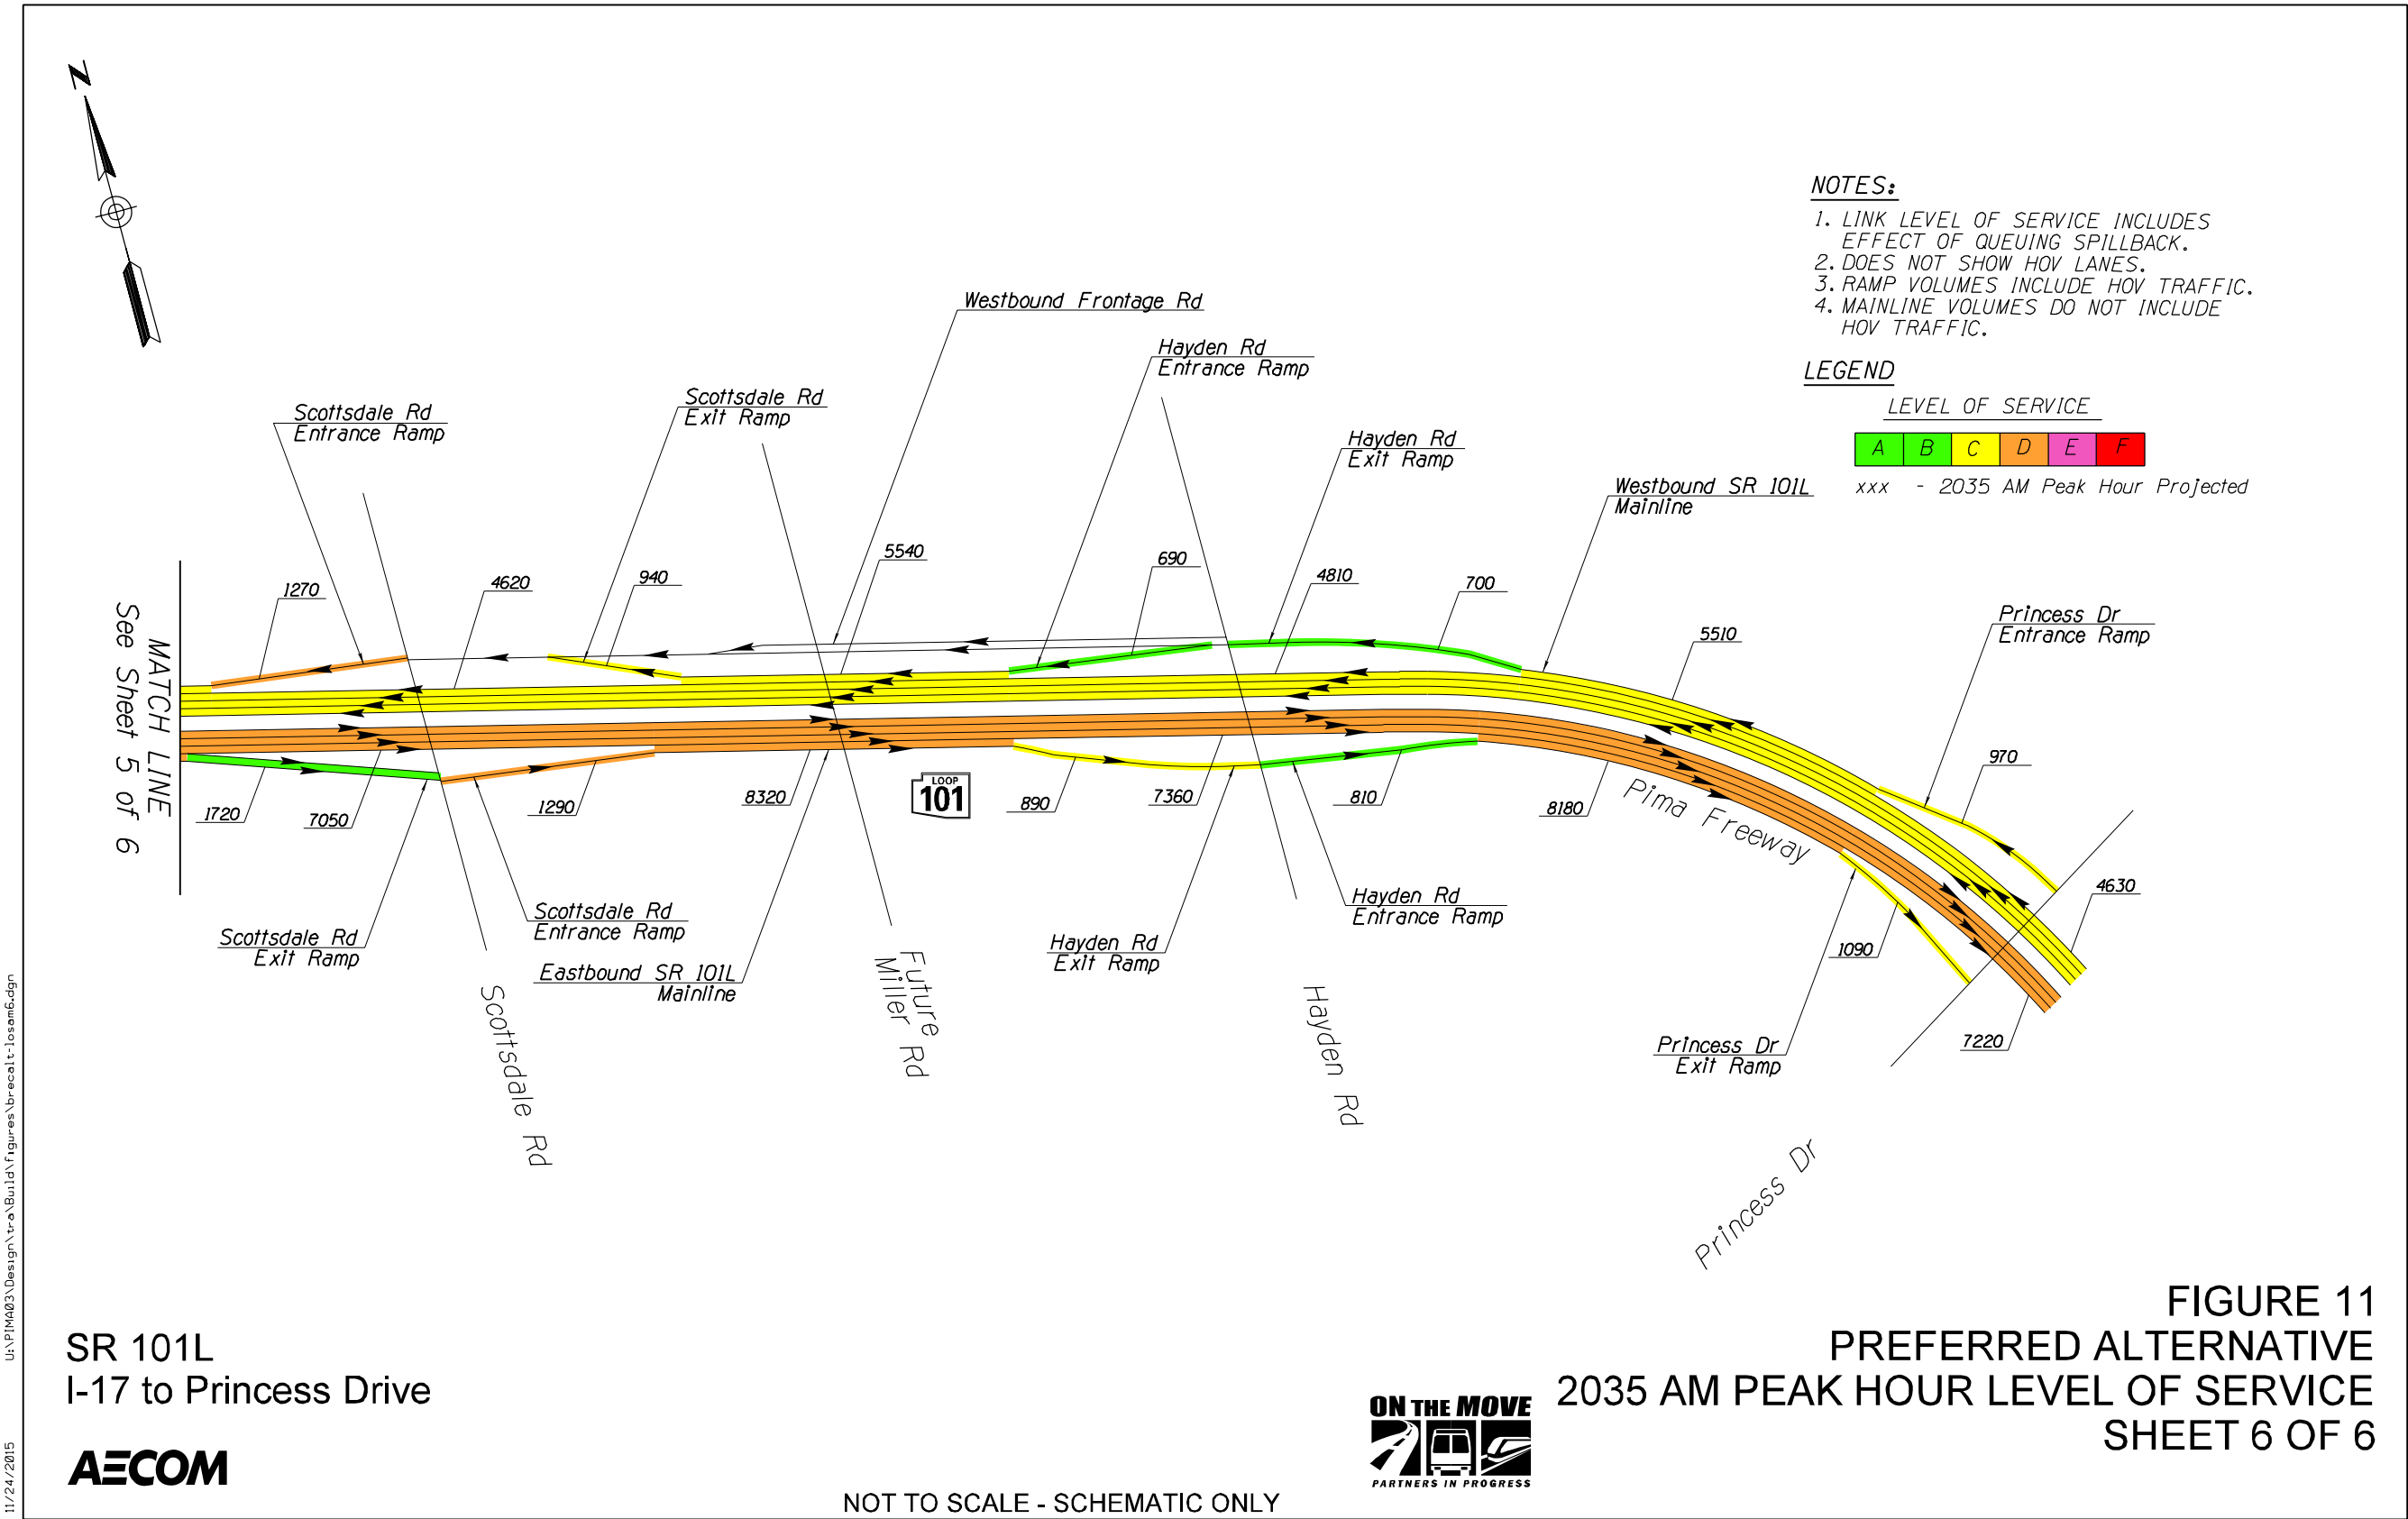 N
NOTES:
1. LINK LEVEL OF SERVICE INCLUDES
EFFECT OF QUEUING SPILLBACK.
2. DOES NOT SHOW HOV LANES.
3. RAMP VOLUMES INCLUDE HOV TRAFFIC.
4. MAINLINE VOLUMES DO NOT INCLUDE
HOV TRAFFIC.
LEGEND
LEVEL OF SERVICE
A B C D E F
xxx - 2035 AM Peak Hour Projected
Westbound Frontage Rd
Hayden Rd
Entrance Ramp
Scottsdale Rd
Exit Ramp
Scottsdale Rd
Entrance Ramp
Hayden Rd
Exit Ramp
Westbound SR 101L
Mainline
Princess Dr
Entrance Ramp
1270
4620
940
5540
690
4810
700
5510
970
4630
MATCH LINE
See Sheet 5 of 6
1720
7050
1290
8320
LOOP
101
890
7360
810
8180
Pima Freeway
1090
7220
Scottsdale Rd
Exit Ramp
Scottsdale Rd
Entrance Ramp
Eastbound SR 101L
Mainline
Hayden Rd
Exit Ramp
Hayden Rd
Entrance Ramp
Princess Dr
Exit Ramp
Scottsdale Rd
Future
Miller Rd
Hayden Rd
Princess Dr
SR 101L
I-17 to Princess Drive
AECOM
ON THE MOVE
PARTNERS IN PROGRESS
FIGURE 11
PREFERRED ALTERNATIVE
2035 AM PEAK HOUR LEVEL OF SERVICE
SHEET 6 OF 6
NOT TO SCALE - SCHEMATIC ONLY
11/24/2015 U:\PIMA03\Design\tra\Build\figures\brecalt-losam6.dgn